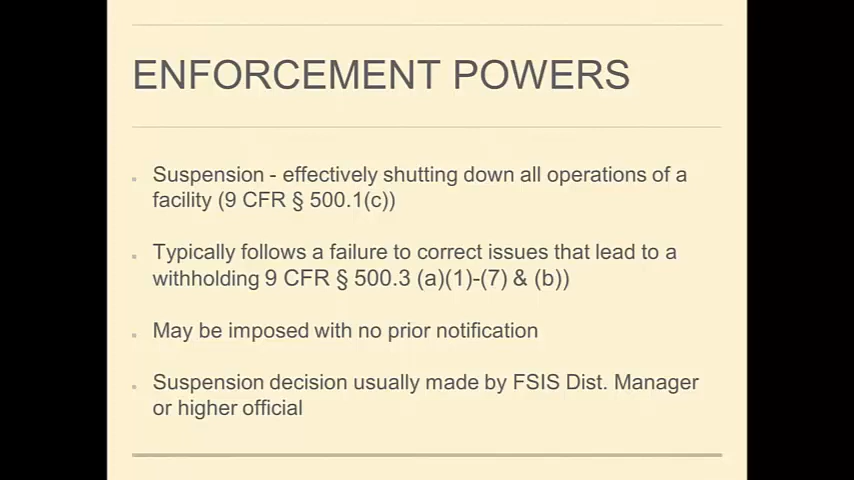 ENFORCEMENT POWERS
Suspension - effectively shutting down all operations of a
facility (9 CFR § 500.1(c))
Typically follows a failure to correct issues that lead to a
withholding 9 CFR § 500.3 (a)(1)-(7) & (b))
May be imposed with no prior notification
Suspension decision usually made by FSIS Dist. Manager
or higher official